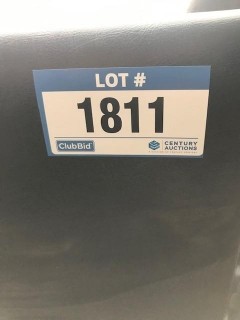 LOT #
1811
ClubBid
CENTURY
AUCTIONS